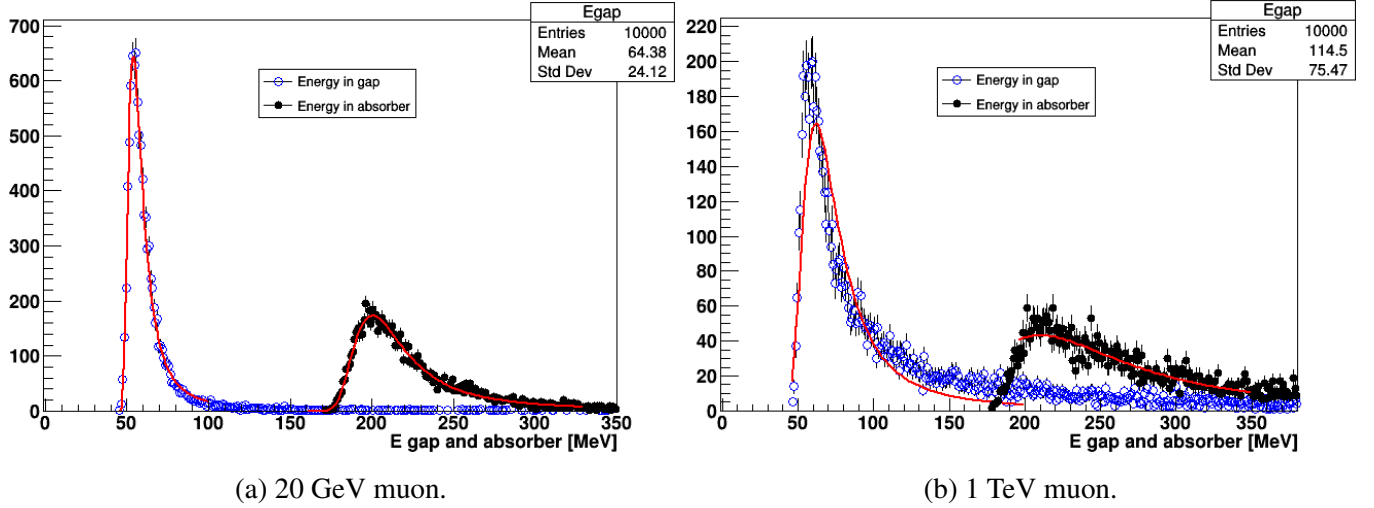 Egap
Entries 10000
Mean 64.38
Std Dev 24.12
Energy in gap
Energy in absorber
700
600
500
400
300
200
100
0
0 50 100 150 200 250 300 350
E gap and absorber [MeV]
(a) 20 GeV muon.
Egap
Entries 10000
Mean 114.5
Std Dev 75.47
Energy in gap
Energy in absorber
220
200
180
160
140
120
100
80
60
40
20
0
0 50 100 150 200 250 300 350
E gap and absorber [MeV]
(b) 1 TeV muon.